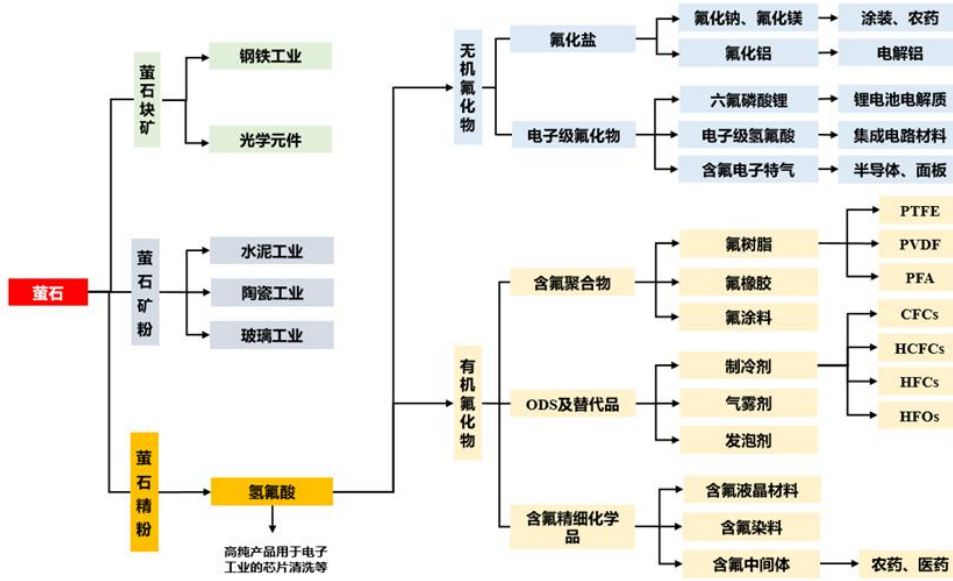 萤石
萤石块矿
钢铁工业
光学元件
萤石矿粉
水泥工业
陶瓷工业
玻璃工业
萤石精粉
氢氟酸
高纯产品用于电子
工业的芯片清洗等
无机氟化物
氟化盐
氟化钠、氟化镁
涂装、农药
氟化铝
电解铝
电子级氟化物
六氟磷酸锂
锂电池电解质
电子级氢氟酸
集成电路材料
含氟电子特气
半导体、面板
有机氟化物
含氟聚合物
氟树脂
PTFE
PVDF
PFA
氟橡胶
氟涂料
ODS及替代品
制冷剂
CFCs
HCFCs
HFCs
HFOs
气雾剂
发泡剂
含氟精细化学
品
含氟液晶材料
含氟染料
含氟中间体
农药、医药